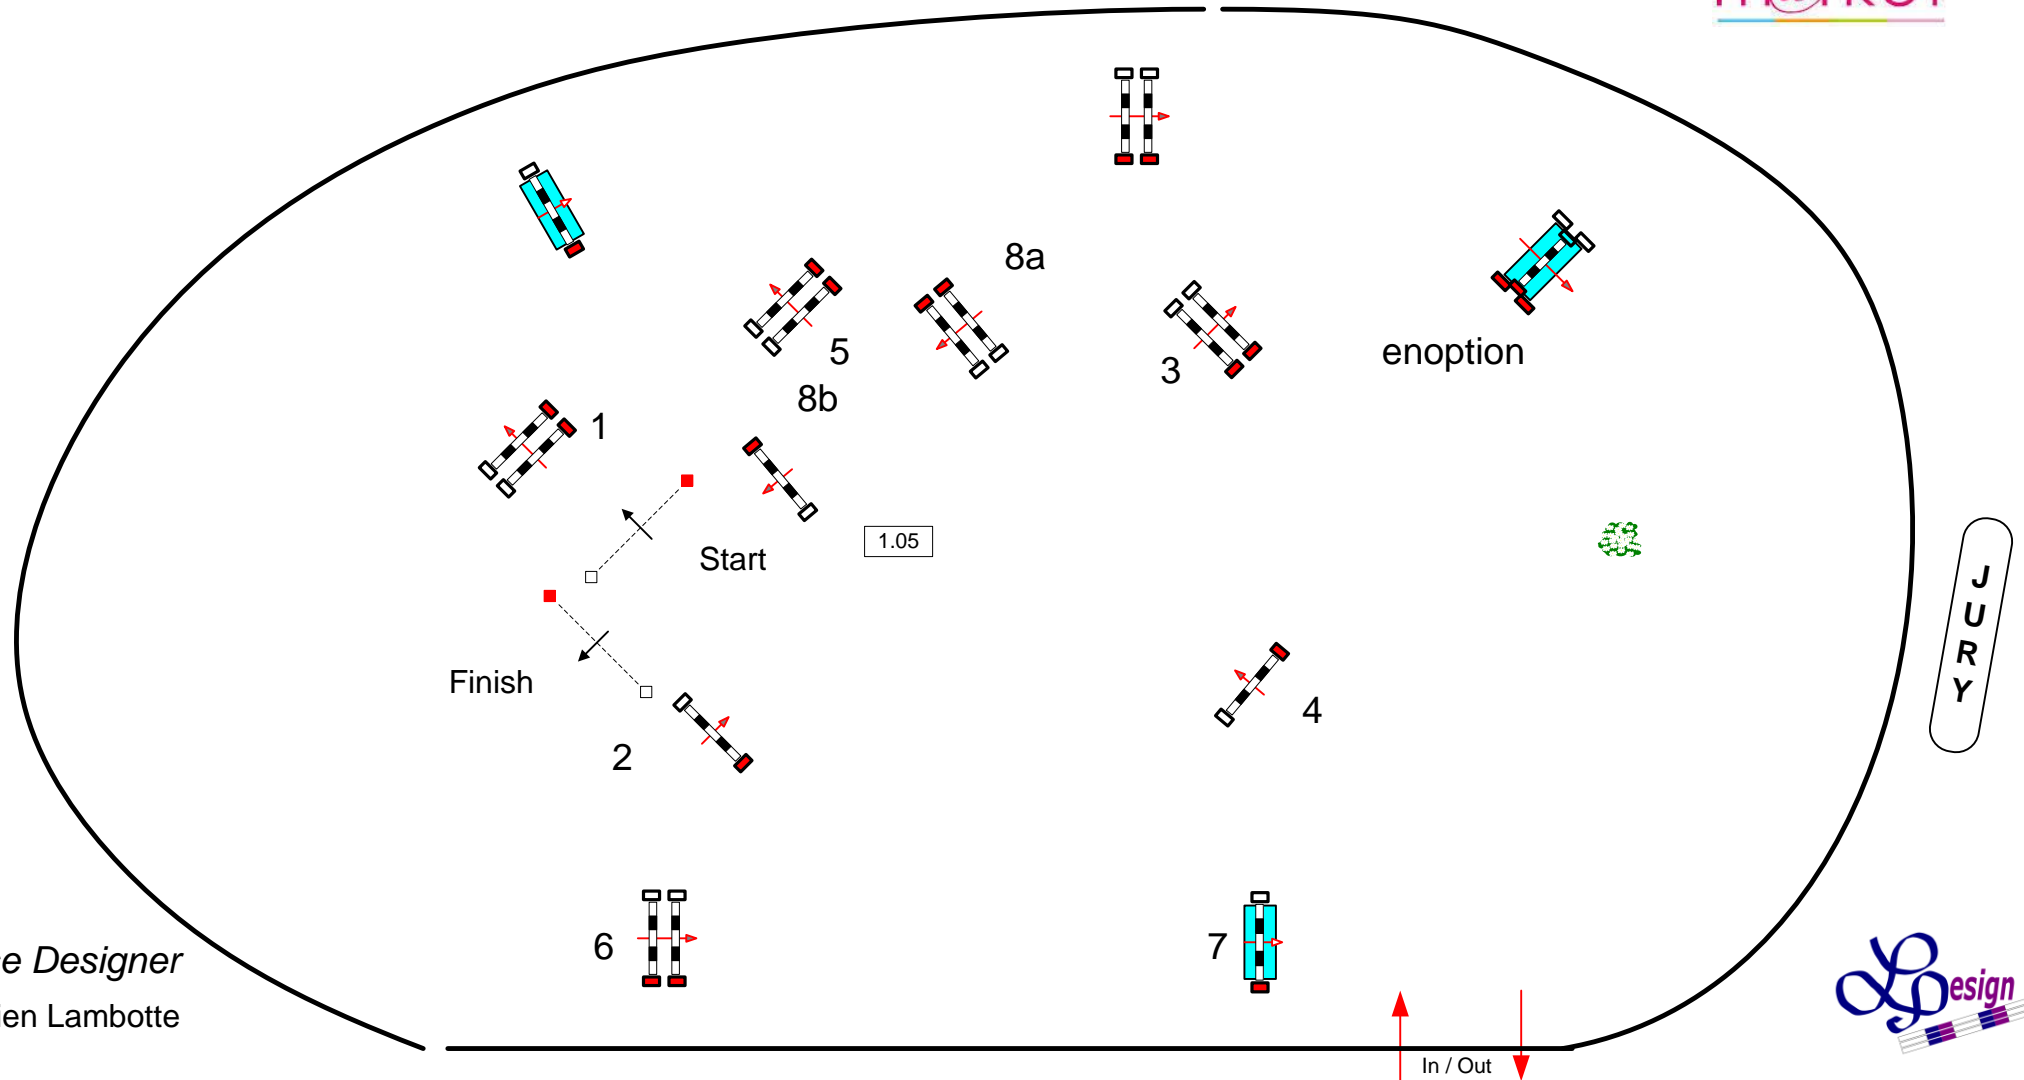 8a
5
enoption
3
8b
1
1.05
Start
J
U
R
Y
Finish
4
2
6
7
e Designer
ien Lambotte
Design
In / Out